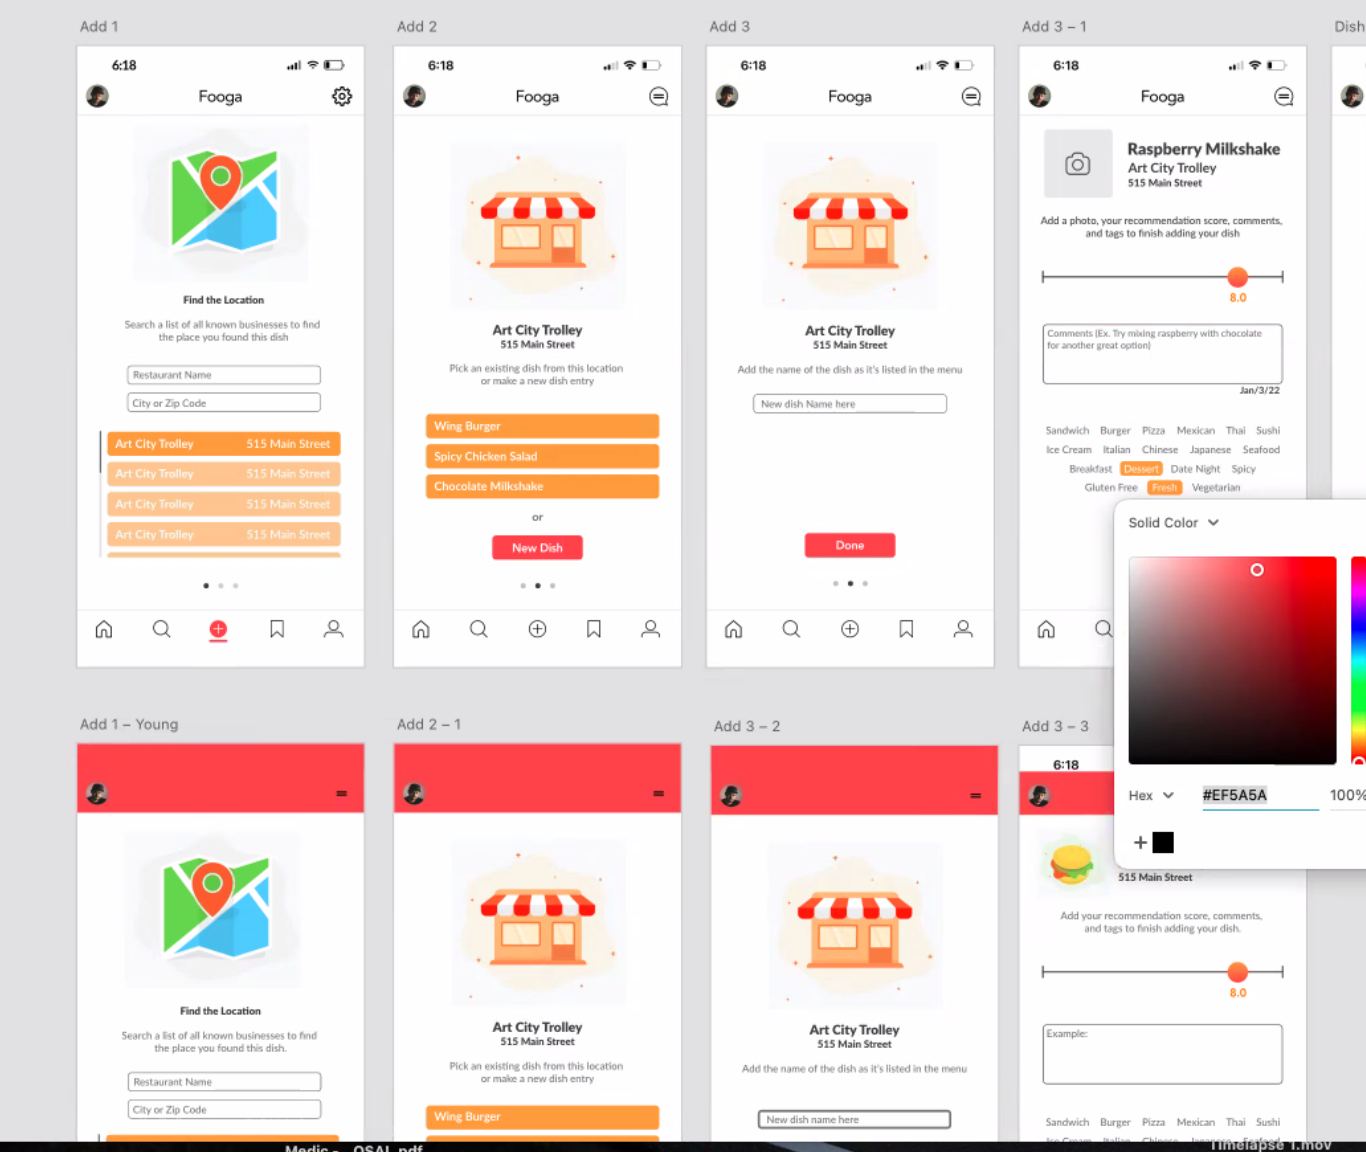 Add 1
6:18
Fooga
Find the Location
Search a list of all known businesses to find
the place you found this dish
Restaurant Name
City or Zip Code
Art City Trolley 515 Main Street
Art City Trolley 515 Main Street
Art City Trolley 515 Main Street
Art City Trolley 515 Main Street
Add 2
6:18
Fooga
Art City Trolley
515 Main Street
Pick an existing dish from this location
or make a new dish entry
Wing Burger
Spicy Chicken Salad
Chocolate Milkshake
or
New Dish
Add 3
6:18
Fooga
Art City Trolley
515 Main Street
Add the name of the dish as it's listed in the menu
New dish Name here
Done
Add 3 – 1
6:18
Fooga
Raspberry Milkshake
Art City Trolley
515 Main Street
Add a photo, your recommendation score, comments,
and tags to finish adding your dish
8.0
Comments (Ex. Try mixing raspberry with chocolate
for another great option)
Jan/3/22
Sandwich Burger Pizza Mexican Thai Sushi
Ice Cream Italian Chinese Japanese Seafood
Breakfast Dessert Date Night Spicy
Gluten Free Fresh Vegetarian
Dish
Solid Color
Hex #EF5A5A 100%
Add 1 – Young
Find the Location
Search a list of all known businesses to find
the place you found this dish.
Restaurant Name
City or Zip Code
Add 2 – 1
Art City Trolley
515 Main Street
Pick an existing dish from this location
or make a new dish entry
Wing Burger
Add 3 – 2
Art City Trolley
515 Main Street
Add the name of the dish as it's listed in the menu
New dish name here
Add 3 – 3
6:18
515 Main Street
Add your recommendation score, comments,
and tags to finish adding your dish.
8.0
Example:
Sandwich Burger Pizza Mexican Thai Sushi
Ice Cream Italian Chinese Japanese Seafood
Timelapse 1.mov